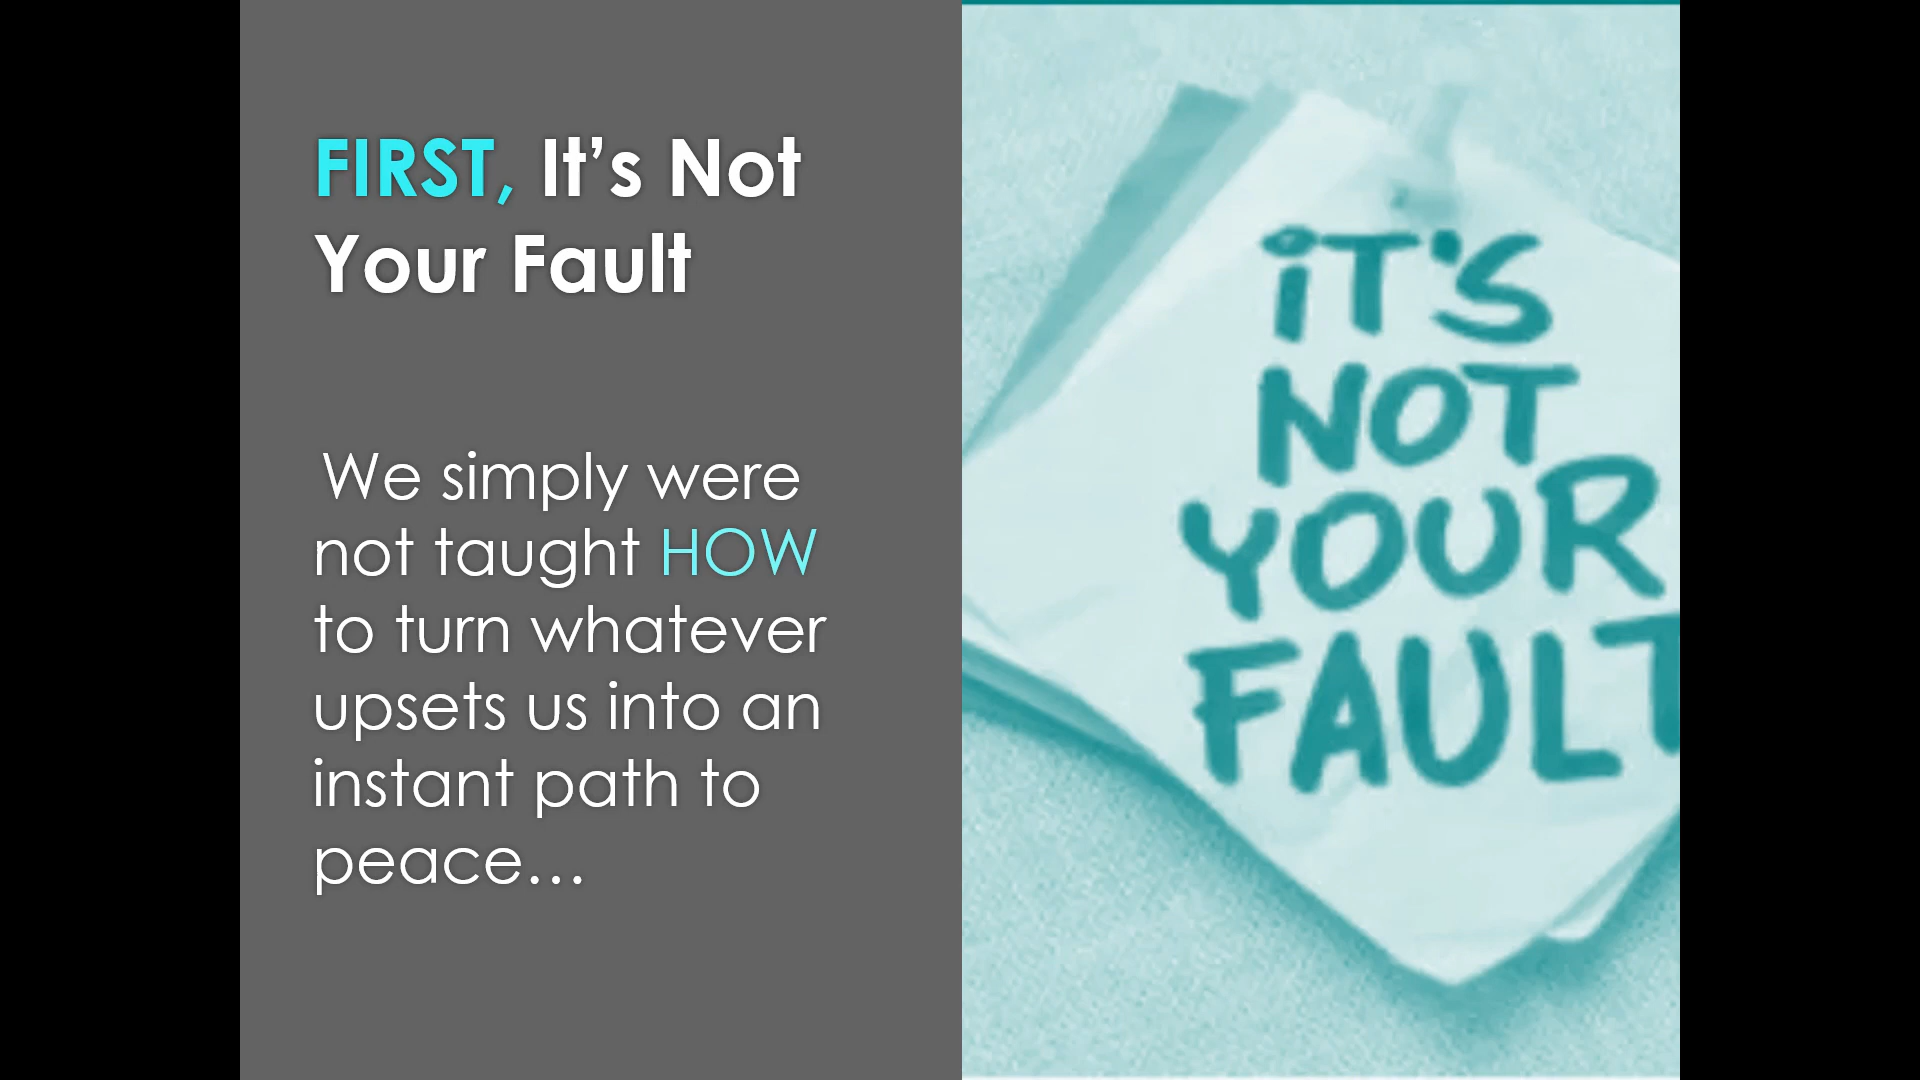 FIRST, It’s Not
Your Fault
We simply were
not taught HOW
to turn whatever
upsets us into an
instant path to
peace…
iT'S
NOT
YOUR
FAULT